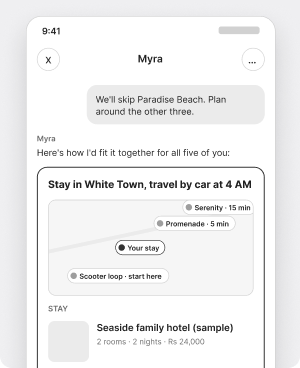 9:41
X
Myra
...
We'll skip Paradise Beach. Plan
around the other three.
Myra
Here's how I'd fit it together for all five of you:
Stay in White Town, travel by car at 4 AM
Serenity · 15 min
Promenade · 5 min
Your stay
Scooter loop · start here
STAY
Seaside family hotel (sample)
2 rooms · 2 nights · Rs 24,000